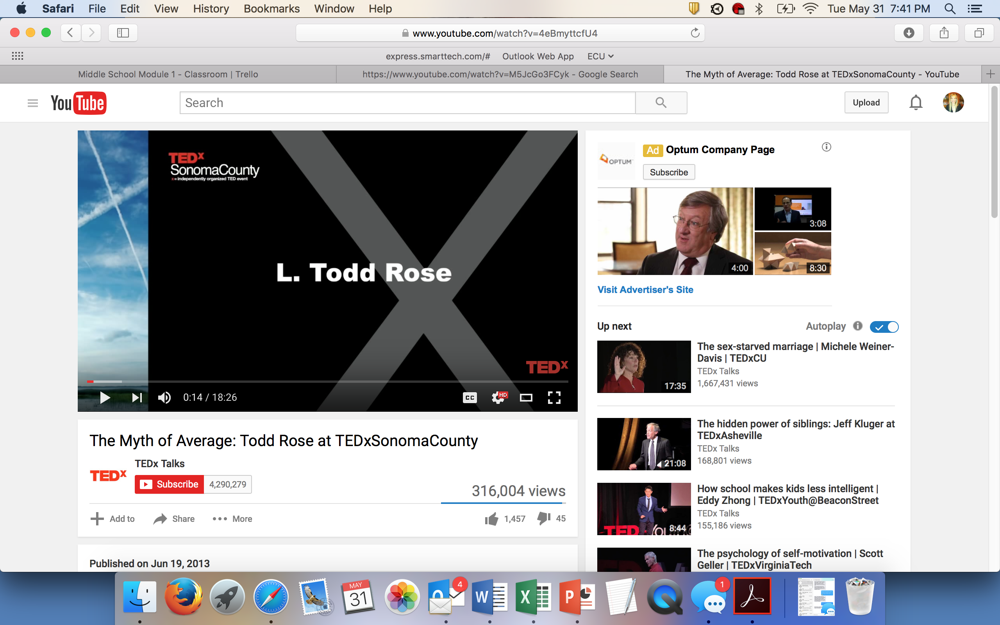 Safari File Edit View History Bookmarks Window Help Tue May 31 7:41 PM
www.youtube.com/watch?v=4eBmyttcfU4
express.smarttech.com/# Outlook Web App ECU
Middle School Module 1 - Classroom | Trello
https://www.youtube.com/watch?v=M5JcGo3FCyk - Google Search
The Myth of Average: Todd Rose at TEDxSonomaCounty - YouTube
YouTube
Search
Upload
TEDx
SonomaCounty
x = independently organized TED event
L. Todd Rose
TEDx
0:14 / 18:26
CC
HD
The Myth of Average: Todd Rose at TEDxSonomaCounty
TEDx
TEDx Talks
Subscribe 4,290,279
316,004 views
Add to Share More 1,457 45
Published on Jun 19, 2013
OPTUM
Ad Optum Company Page
Subscribe
3:08
4:00
8:30
Visit Advertiser's Site
Up next Autoplay
17:35
The sex-starved marriage | Michele Weiner-
Davis | TEDxCU
TEDx Talks
1,667,431 views
21:08
The hidden power of siblings: Jeff Kluger at
TEDxAsheville
TEDx Talks
168,801 views
TED
8:44
How school makes kids less intelligent |
Eddy Zhong | TEDxYouth@BeaconStreet
TEDx Talks
155,186 views
The psychology of self-motivation | Scott
Geller | TEDxVirginiaTech
MAY
31
4
W
X
P
1